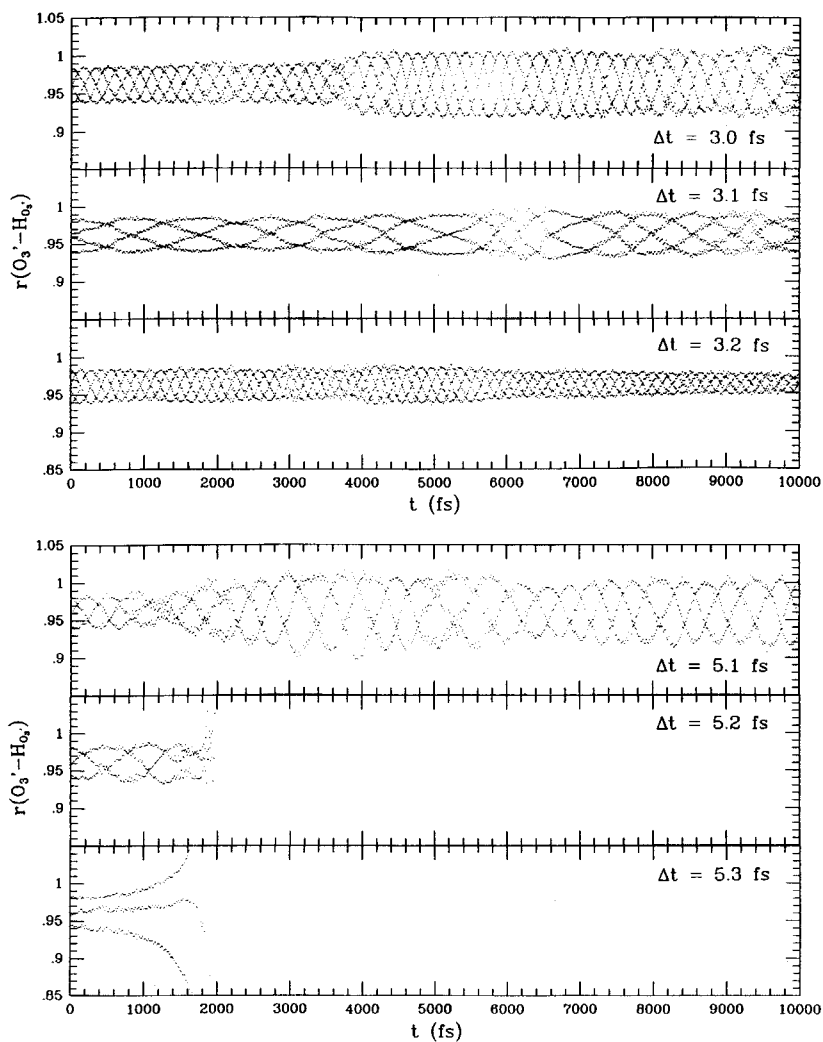 1.05
1
.95
.9
Δt = 3.0 fs
r(O₃'-H_O₃')
1
.95
.9
Δt = 3.1 fs
1
.95
.9
.85
Δt = 3.2 fs
0 1000 2000 3000 4000 5000 6000 7000 8000 9000 10000
t (fs)
1.05
1
.95
.9
Δt = 5.1 fs
r(O₃'-H_O₃')
1
.95
.9
Δt = 5.2 fs
1
.95
.9
.85
Δt = 5.3 fs
0 1000 2000 3000 4000 5000 6000 7000 8000 9000 10000
t (fs)